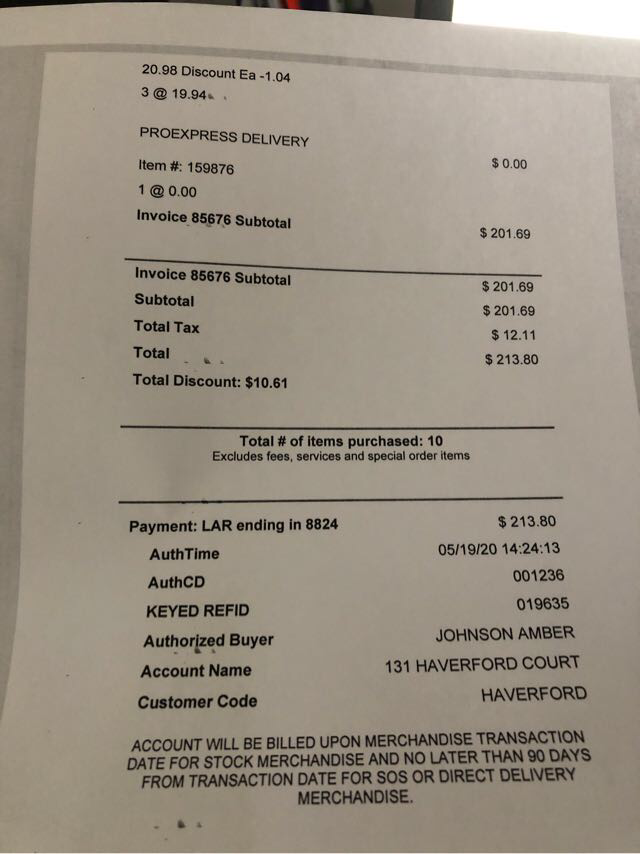 20.98 Discount Ea -1.04
3 @ 19.94
PROEXPRESS DELIVERY
Item #: 159876 $ 0.00
1 @ 0.00
Invoice 85676 Subtotal $ 201.69
Invoice 85676 Subtotal $ 201.69
Subtotal $ 201.69
Total Tax $ 12.11
Total $ 213.80
Total Discount: $10.61
Total # of items purchased: 10
Excludes fees, services and special order items
Payment: LAR ending in 8824 $ 213.80
AuthTime 05/19/20 14:24:13
AuthCD 001236
KEYED REFID 019635
Authorized Buyer JOHNSON AMBER
Account Name 131 HAVERFORD COURT
Customer Code HAVERFORD
ACCOUNT WILL BE BILLED UPON MERCHANDISE TRANSACTION
DATE FOR STOCK MERCHANDISE AND NO LATER THAN 90 DAYS
FROM TRANSACTION DATE FOR SOS OR DIRECT DELIVERY
MERCHANDISE.